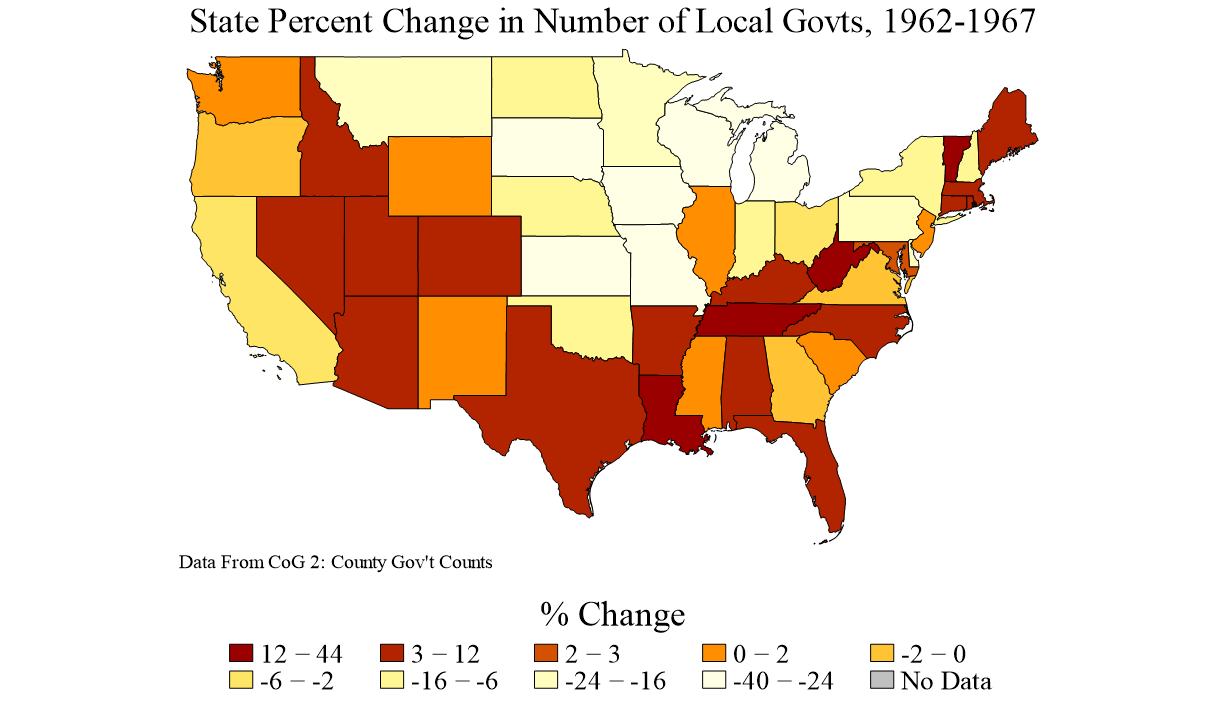 State Percent Change in Number of Local Govts, 1962-1967
Data From CoG 2: County Gov't Counts
% Change
12 – 44 3 – 12 2 – 3 0 – 2 -2 – 0
-6 – -2 -16 – -6 -24 – -16 -40 – -24 No Data